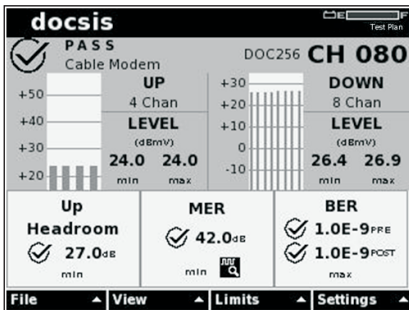 docsis
E F
Test Plan
PASS
Cable Modem
DOC256 CH 080
UP
4 Chan
LEVEL
(dBmV)
24.0 24.0
min max
+50
+40
+30
+20
DOWN
8 Chan
LEVEL
(dBmV)
26.4 26.9
min max
+30
+20
+10
0
-10
Up
Headroom
27.0dB
min
MER
42.0dB
min
BER
1.0E-9PRE
1.0E-9POST
max
File View Limits Settings